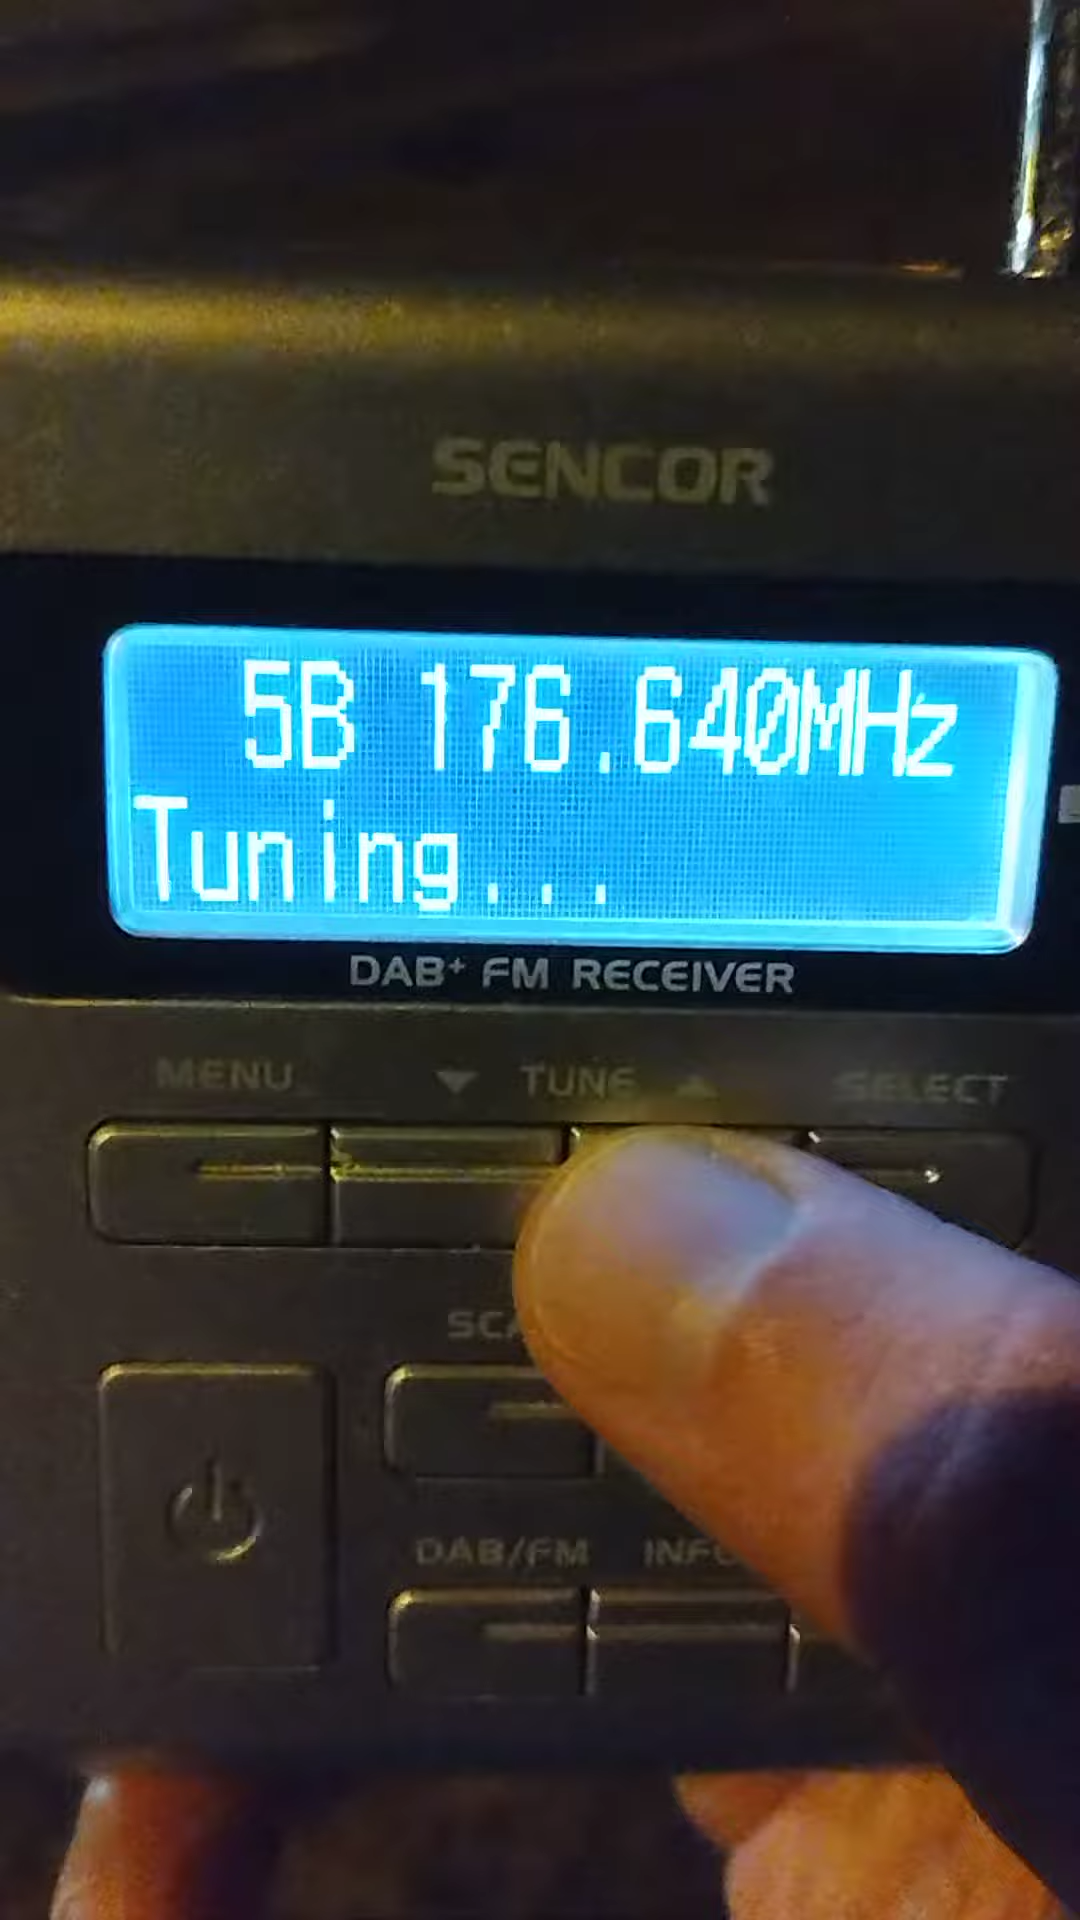 SENCOR
5B 176.640MHz
Tuning...
DAB+ FM RECEIVER
MENU ▼ TUNE ▲ SELECT
DAB/FM